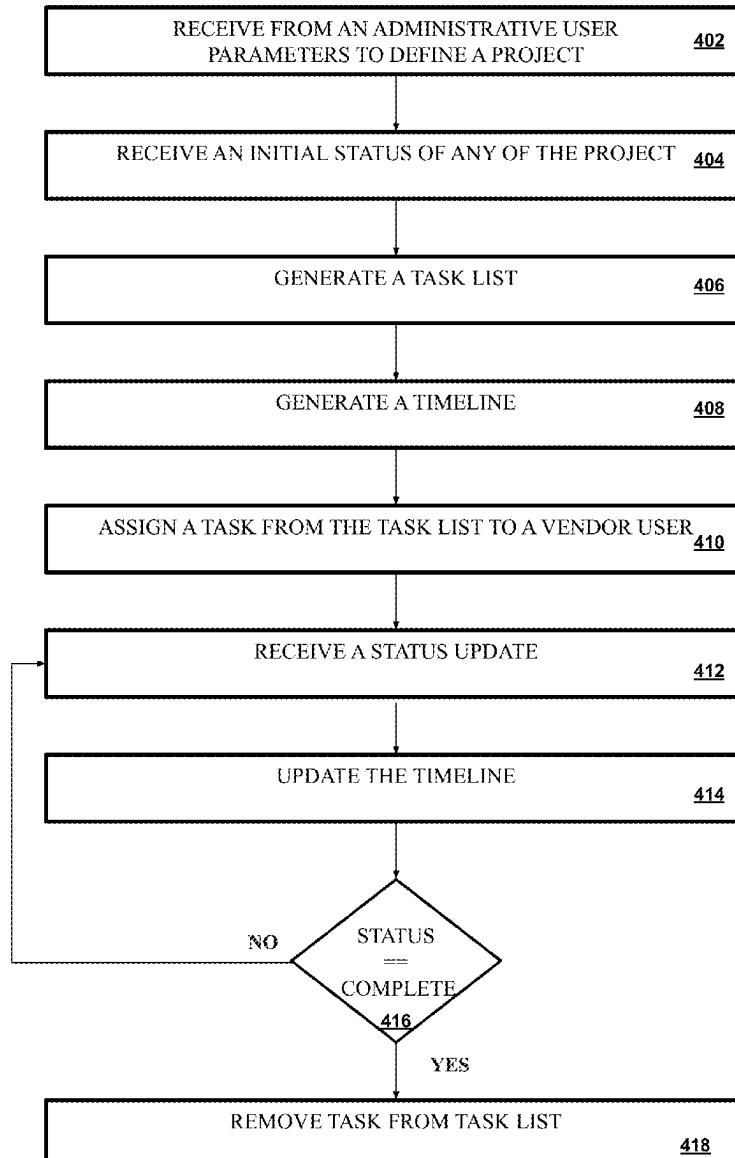 RECEIVE FROM AN ADMINISTRATIVE USER
PARAMETERS TO DEFINE A PROJECT
402
RECEIVE AN INITIAL STATUS OF ANY OF THE PROJECT
404
GENERATE A TASK LIST
406
GENERATE A TIMELINE
408
ASSIGN A TASK FROM THE TASK LIST TO A VENDOR USER
410
RECEIVE A STATUS UPDATE
412
UPDATE THE TIMELINE
414
STATUS
==
COMPLETE
416
NO
YES
REMOVE TASK FROM TASK LIST
418